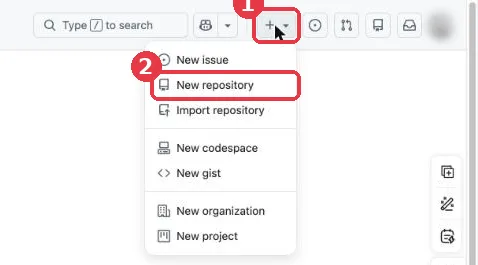 1
Type / to search
2
New issue
New repository
Import repository
New codespace
New gist
New organization
New project